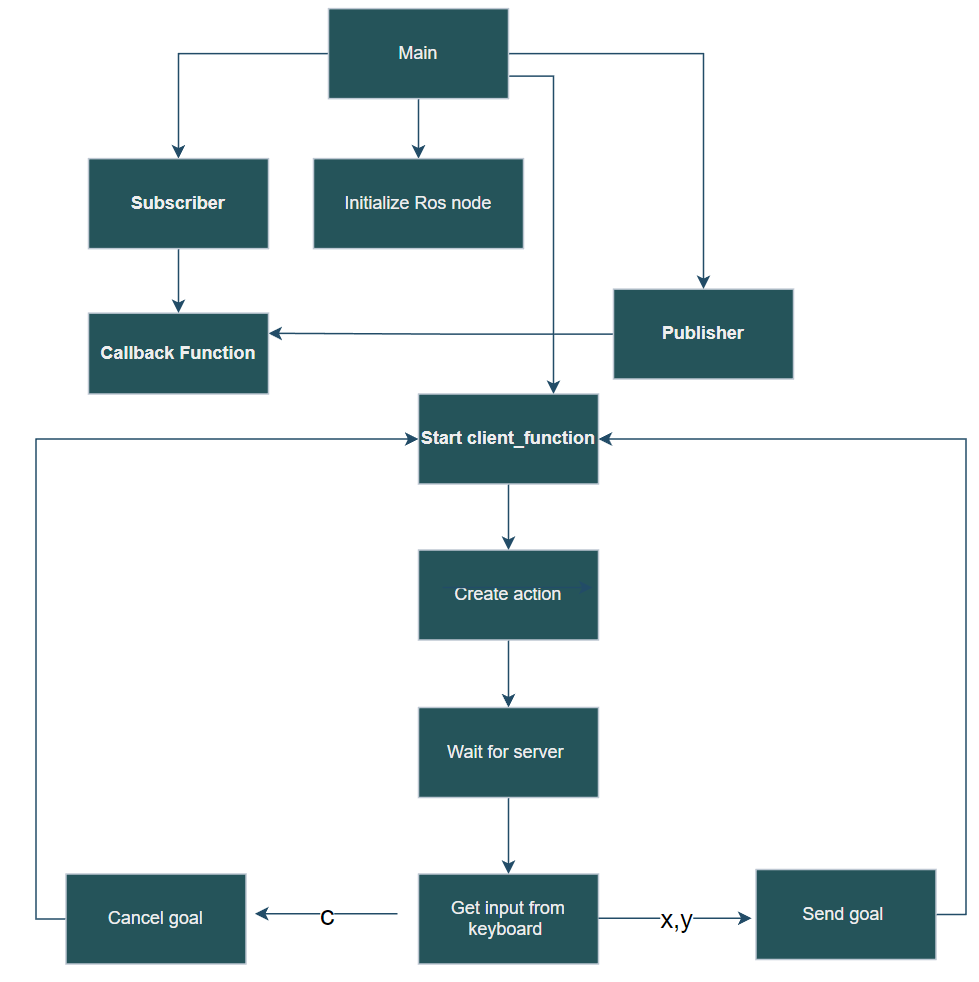 Main
Subscriber
Initialize Ros node
Publisher
Callback Function
Start client_function
Create action
Wait for server
Get input from
keyboard
Cancel goal
c
x,y
Send goal